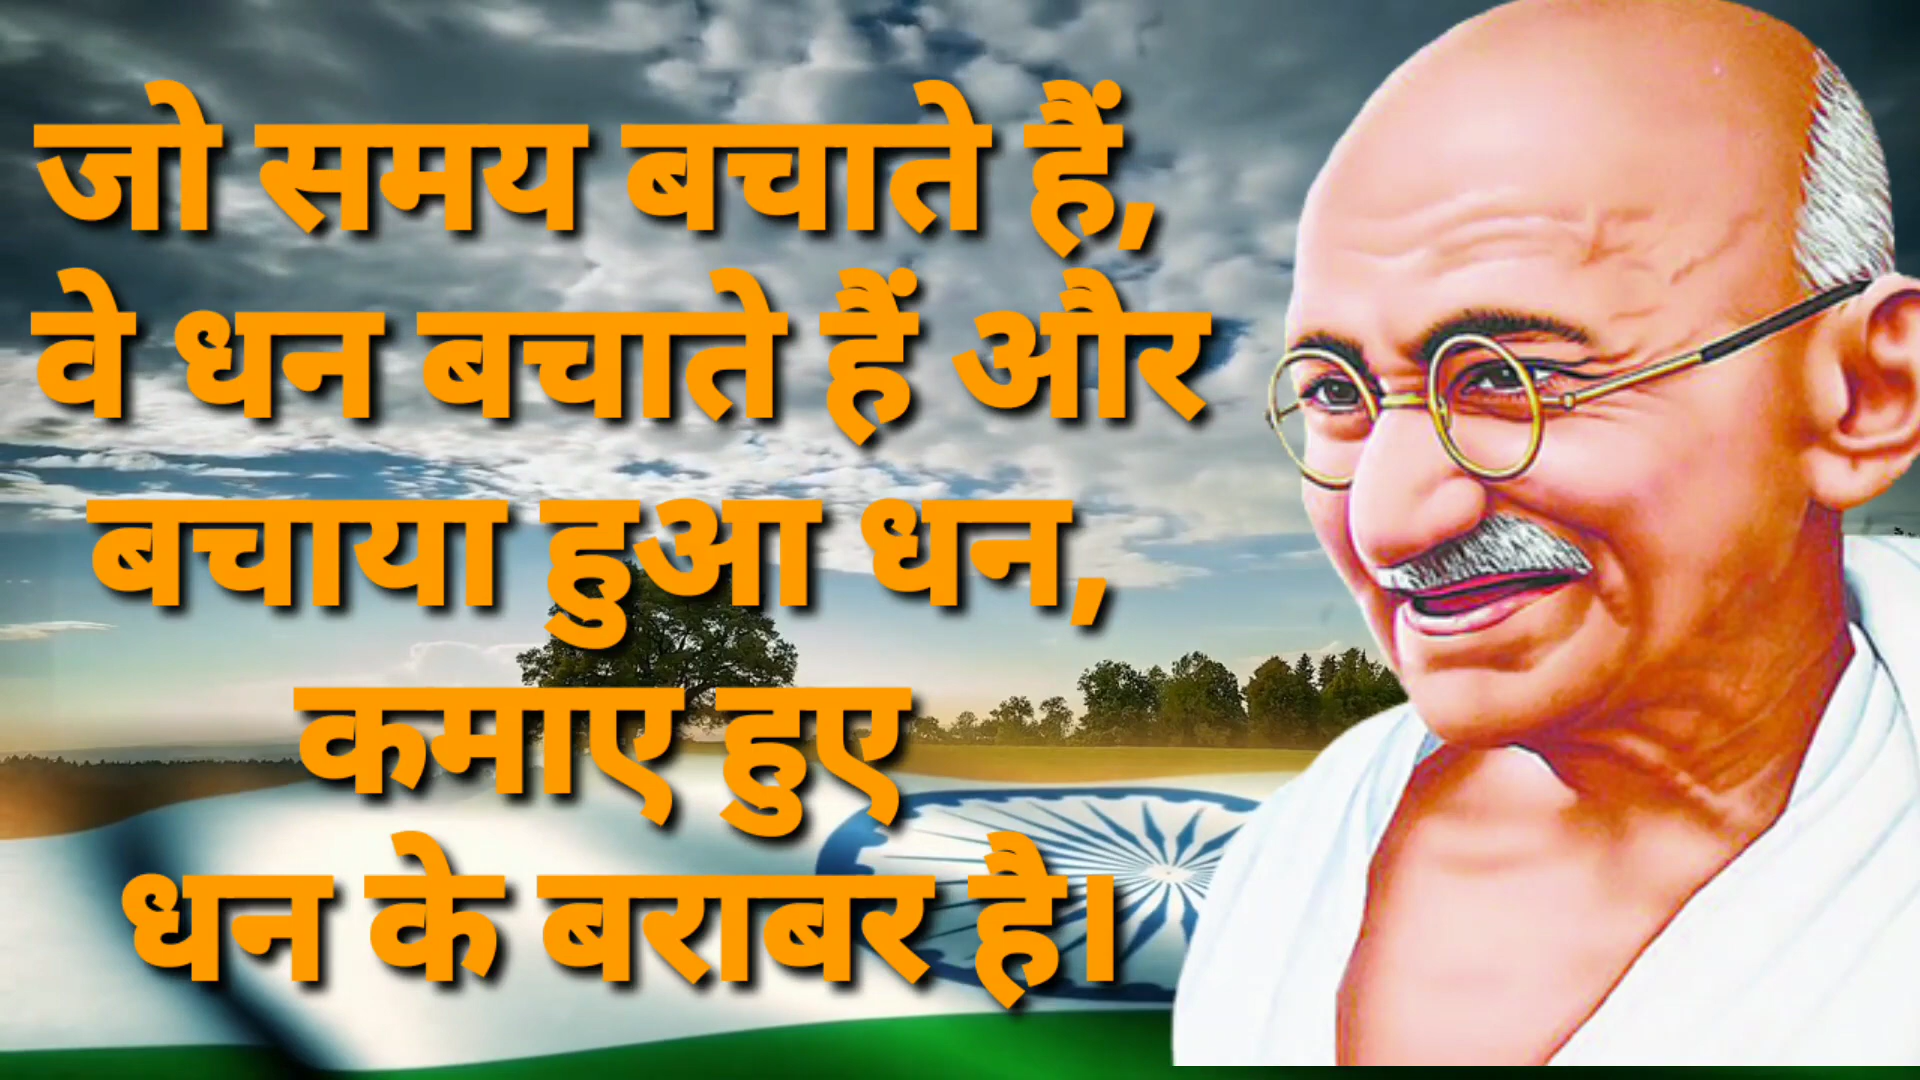 जो समय बचाते हैं,
वे धन बचाते हैं और
बचाया हुआ धन,
कमाए हुए
धन के बराबर है।